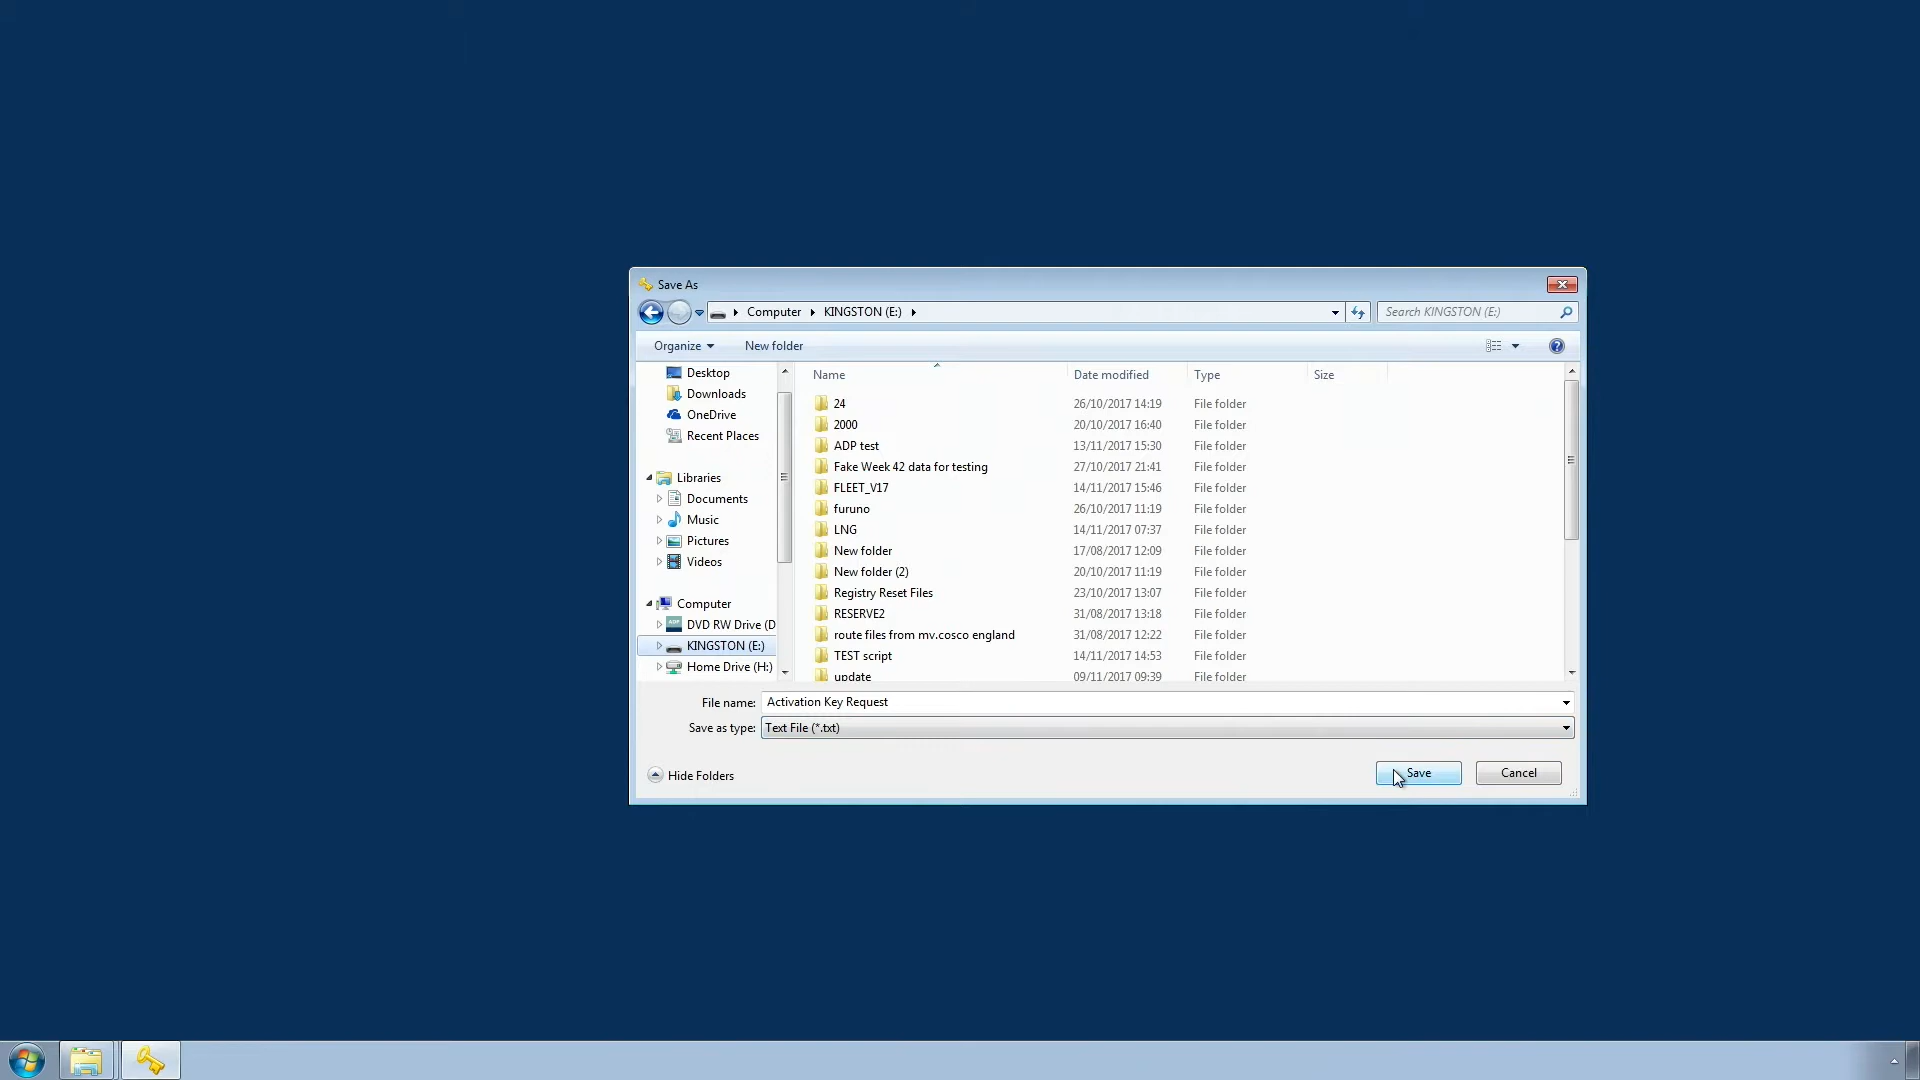 Save As
Computer KINGSTON (E:)
Search KINGSTON (E:)
Organize New folder
Desktop
Downloads
OneDrive
Recent Places
Libraries
Documents
Music
Pictures
Videos
Computer
DVD RW Drive (D
KINGSTON (E:)
Home Drive (H:)
Name Date modified Type Size
24 26/10/2017 14:19 File folder
2000 20/10/2017 16:40 File folder
ADP test 13/11/2017 15:30 File folder
Fake Week 42 data for testing 27/10/2017 21:41 File folder
FLEET_V17 14/11/2017 15:46 File folder
furuno 26/10/2017 11:19 File folder
LNG 14/11/2017 07:37 File folder
New folder 17/08/2017 12:09 File folder
New folder (2) 20/10/2017 11:19 File folder
Registry Reset Files 23/10/2017 13:07 File folder
RESERVE2 31/08/2017 13:18 File folder
route files from mv.cosco england 31/08/2017 12:22 File folder
TEST script 14/11/2017 14:53 File folder
update 09/11/2017 09:39 File folder
File name: Activation Key Request
Save as type: Text File (*.txt)
Hide Folders
Save
Cancel